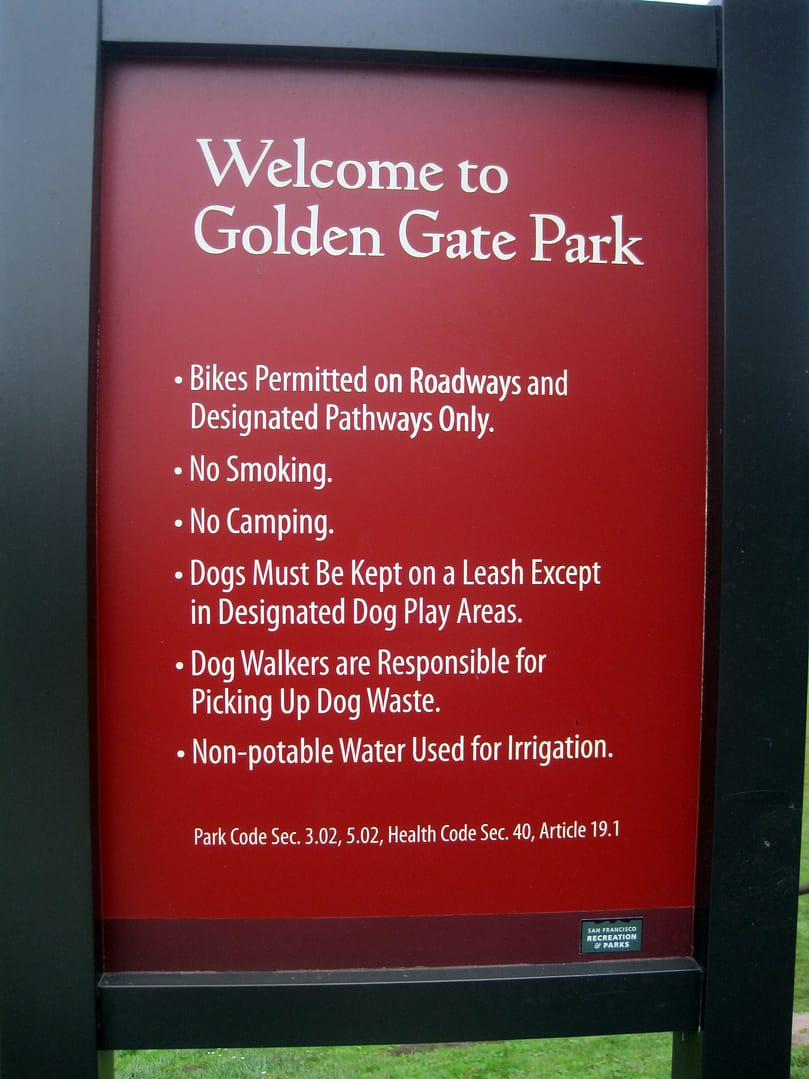 Welcome to
Golden Gate Park
• Bikes Permitted on Roadways and
Designated Pathways Only.
• No Smoking.
• No Camping.
• Dogs Must Be Kept on a Leash Except
in Designated Dog Play Areas.
• Dog Walkers are Responsible for
Picking Up Dog Waste.
• Non-potable Water Used for Irrigation.
Park Code Sec. 3.02, 5.02, Health Code Sec. 40, Article 19.1
SAN FRANCISCO
RECREATION
& PARKS